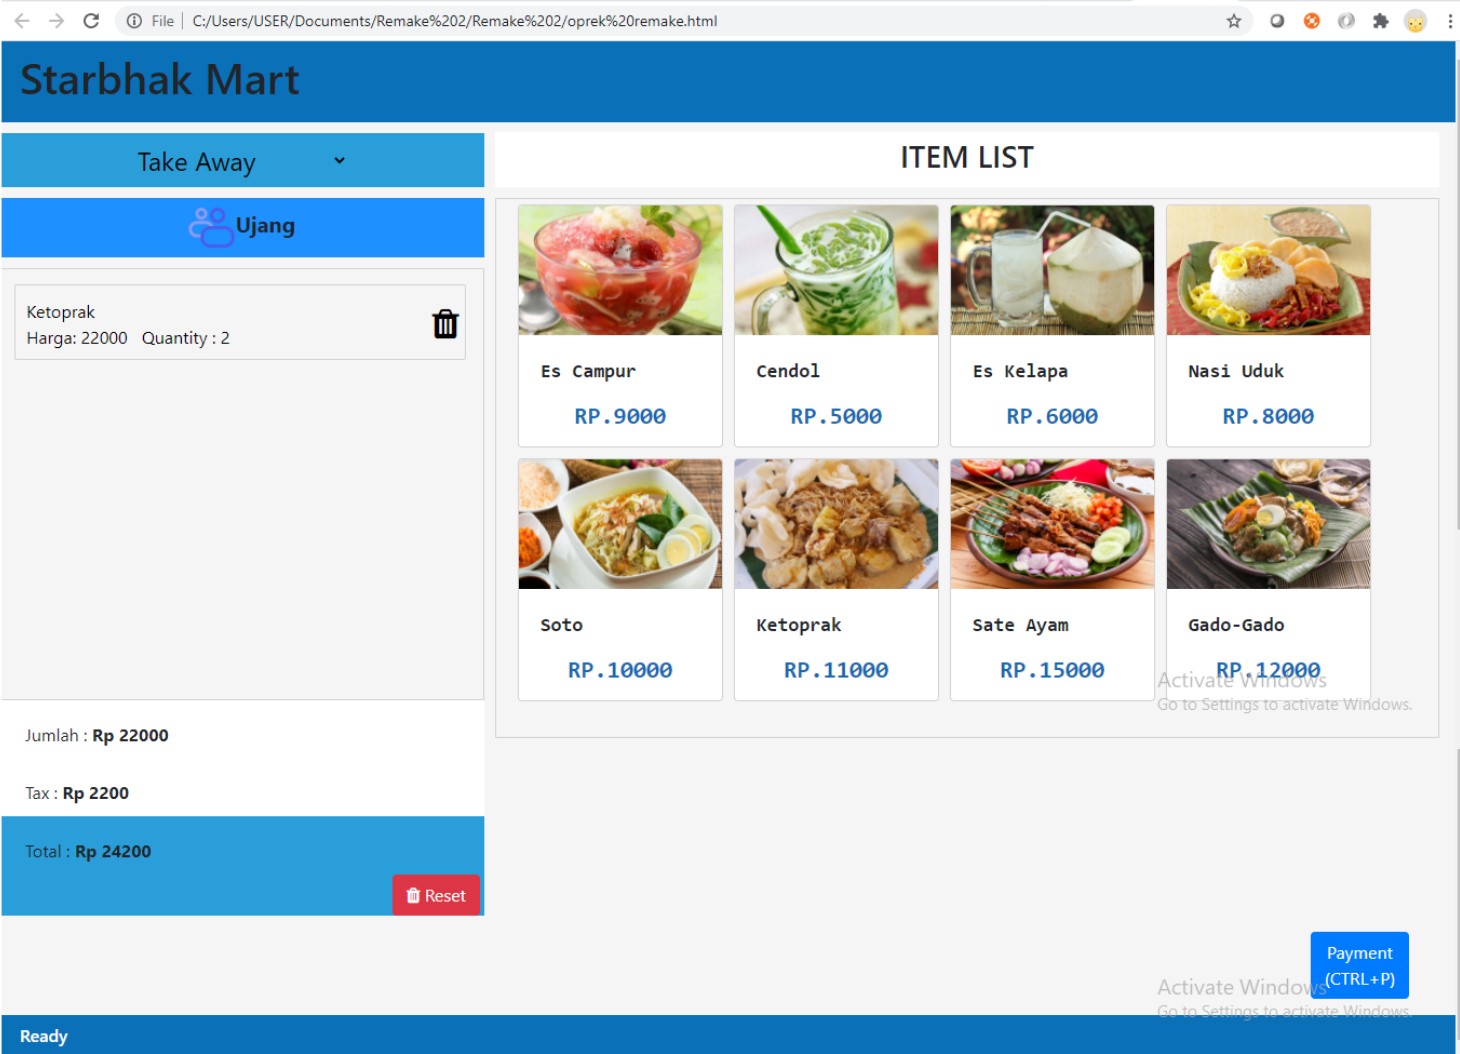 File
C:/Users/USER/Documents/Remake%202/Remake%202/oprek%20remake.html
Starbhak Mart
Take Away
Ujang
Ketoprak
Harga: 22000 Quantity : 2
Jumlah : Rp 22000
Tax : Rp 2200
Total : Rp 24200
Reset
ITEM LIST
Es Campur
RP.9000
Cendol
RP.5000
Es Kelapa
RP.6000
Nasi Uduk
RP.8000
Soto
RP.10000
Ketoprak
RP.11000
Sate Ayam
RP.15000
Gado-Gado
RP.12000
Activate Windows
Go to Settings to activate Windows.
Payment
(CTRL+P)
Activate Windows
Go to Settings to activate Windows.
Ready